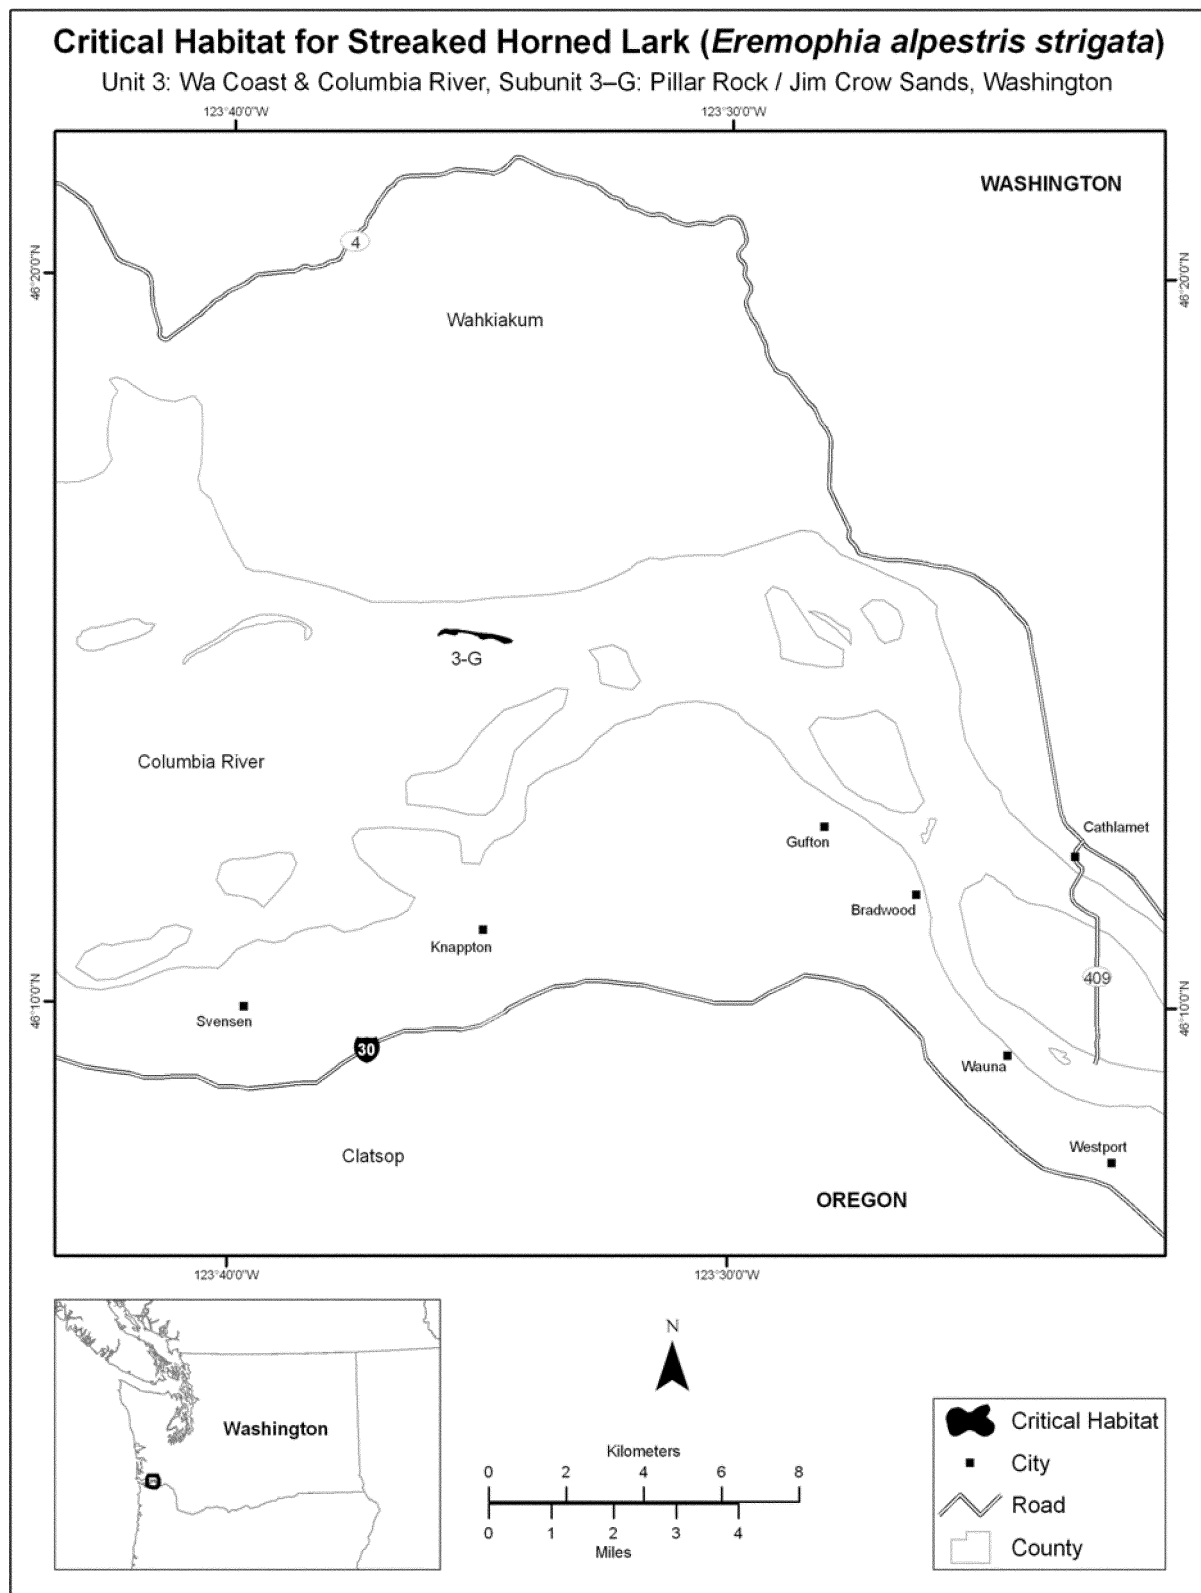 Critical Habitat for Streaked Horned Lark (Eremophia alpestris strigata)
Unit 3: Wa Coast & Columbia River, Subunit 3–G: Pillar Rock / Jim Crow Sands, Washington
123°40'0"W
123°30'0"W
WASHINGTON
4
46°20'0"N
46°20'0"N
Wahkiakum
3-G
Columbia River
Gufton
Cathlamet
Bradwood
Knappton
409
46°10'0"N
46°10'0"N
Svensen
30
Wauna
Westport
Clatsop
OREGON
123°40'0"W
123°30'0"W
Washington
N
Kilometers
0 2 4 6 8
0 1 2 3 4
Miles
Critical Habitat
City
Road
County